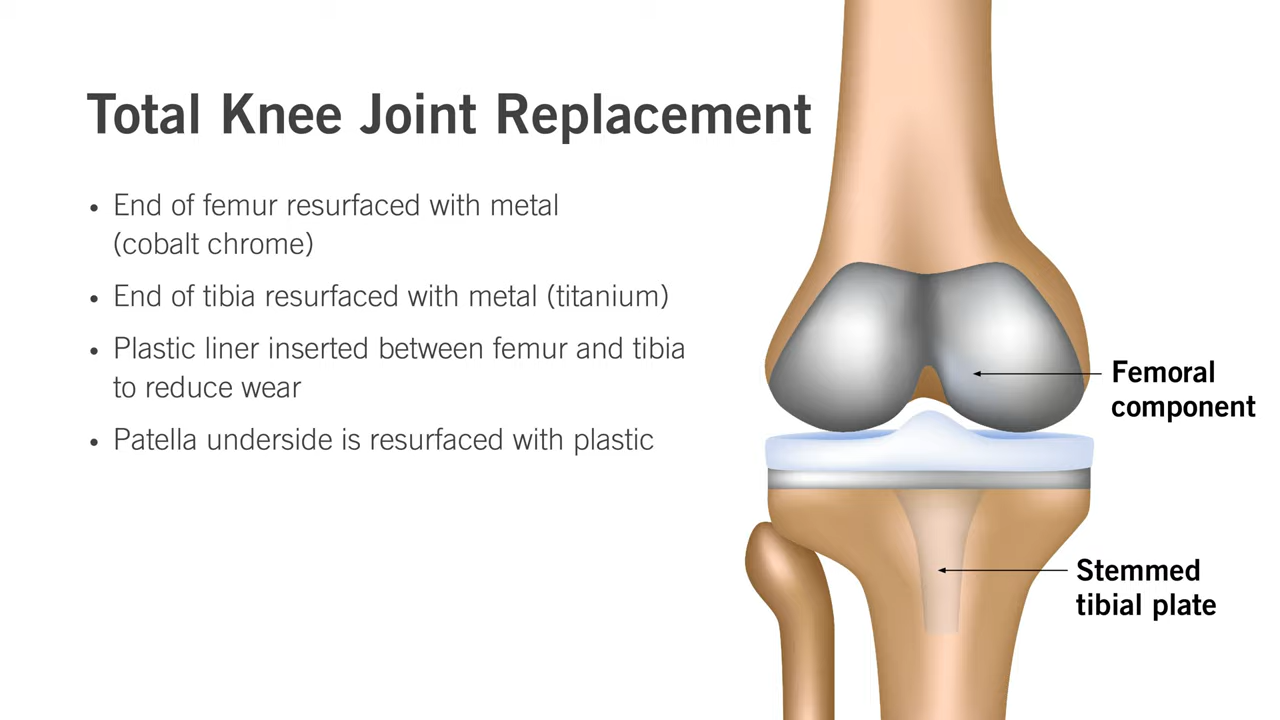 Total Knee Joint Replacement
• End of femur resurfaced with metal
(cobalt chrome)
• End of tibia resurfaced with metal (titanium)
• Plastic liner inserted between femur and tibia
to reduce wear
• Patella underside is resurfaced with plastic
Femoral
component
Stemmed
tibial plate